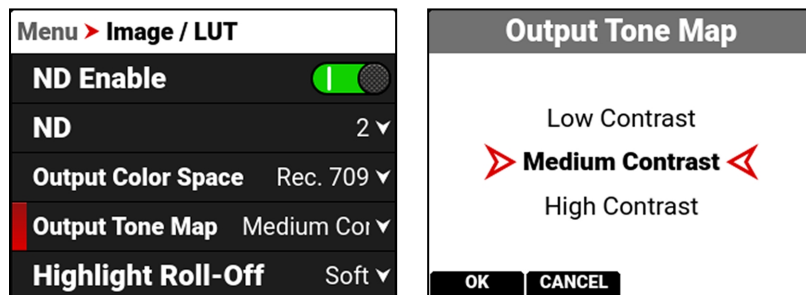 Menu > Image / LUT
ND Enable
ND 2
Output Color Space Rec. 709
Output Tone Map Medium Cor
Highlight Roll-Off Soft
Output Tone Map
Low Contrast
Medium Contrast
High Contrast
OK CANCEL